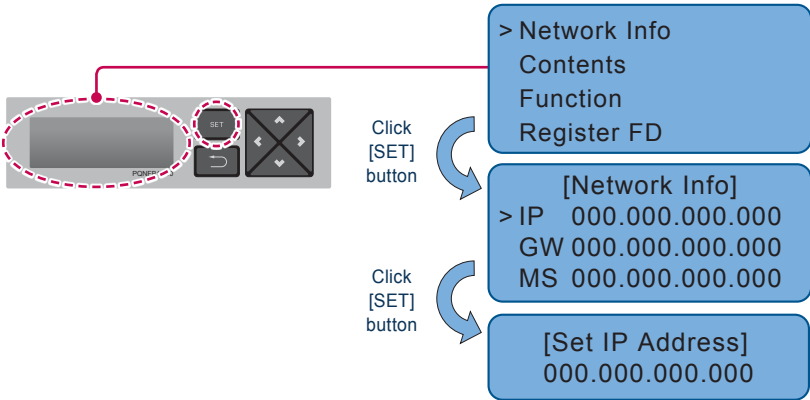 > Network Info
Contents
Function
Register FD
SET
Click
[SET]
button
[Network Info]
> IP 000.000.000.000
GW 000.000.000.000
MS 000.000.000.000
Click
[SET]
button
[Set IP Address]
000.000.000.000